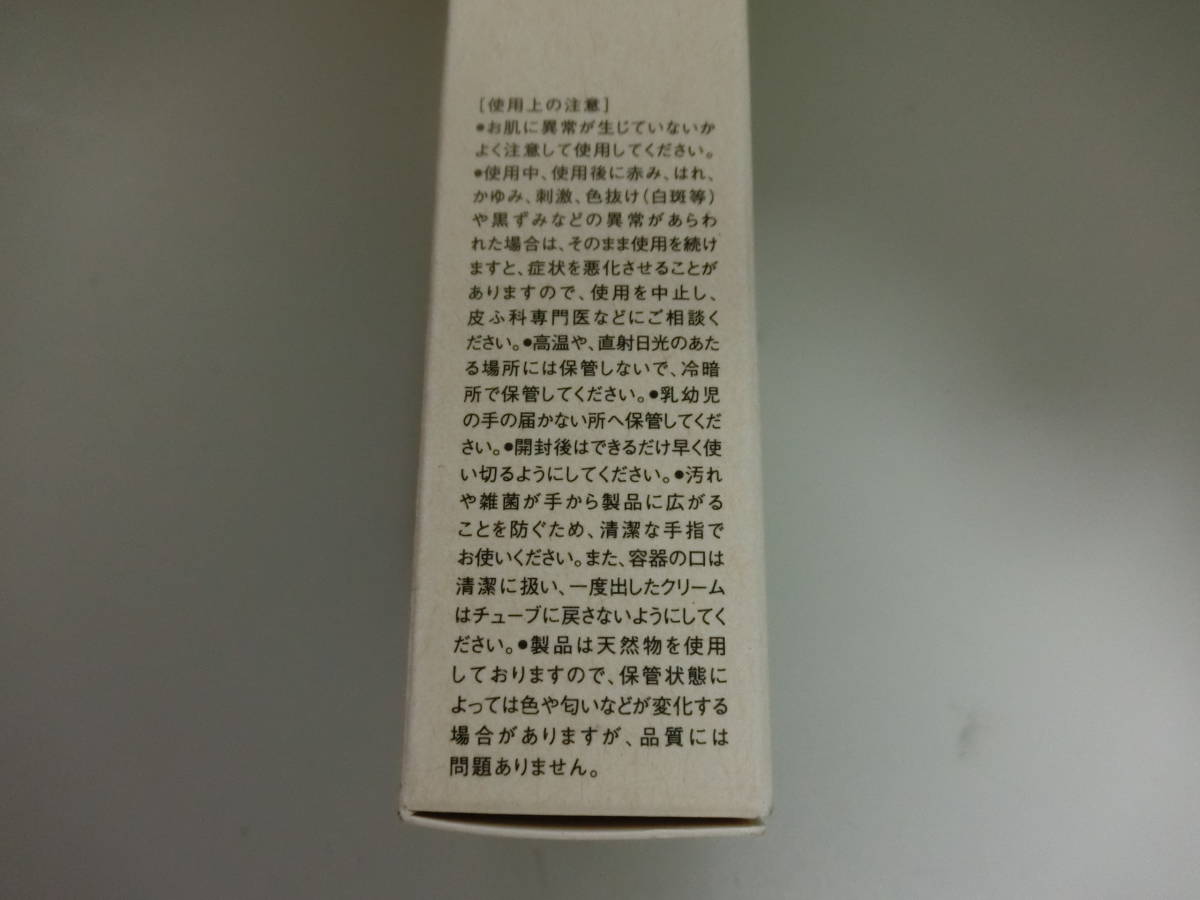 ［使用上の注意］
●お肌に異常が生じていないか
よく注意して使用してください。
●使用中、使用後に赤み、はれ、
かゆみ、刺激、色抜け（白斑等）
や黒ずみなどの異常があらわ
れた場合は、そのまま使用を続け
ますと、症状を悪化させることが
ありますので、使用を中止し、
皮ふ科専門医などにご相談く
ださい。●高温や、直射日光のあた
る場所には保管しないで、冷暗
所で保管してください。●乳幼児
の手の届かない所へ保管してくだ
さい。●開封後はできるだけ早く使
い切るようにしてください。●汚れ
や雑菌が手から製品に広がる
ことを防ぐため、清潔な手指で
お使いください。また、容器の口は
清潔に扱い、一度出したクリーム
はチューブに戻さないようにしてく
ださい。●製品は天然物を使用
しておりますので、保管状態に
よっては色や匂いなどが変化する
場合がありますが、品質には
問題ありません。